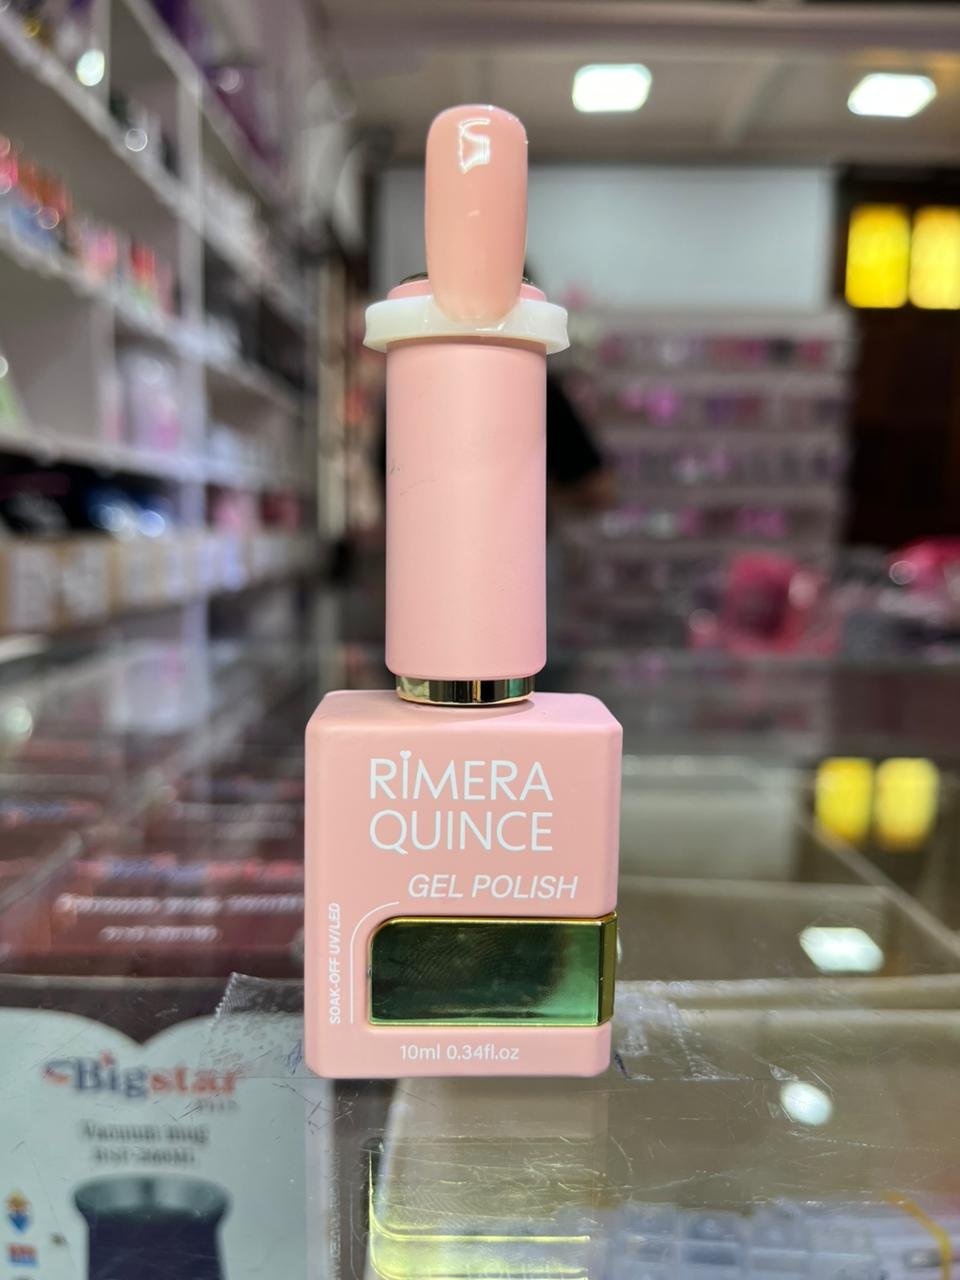 RIMERA
QUINCE
GEL POLISH
SOAK-OFF UV/LED
10ml 0.34fl.oz
Bigstar
Vacuum mug